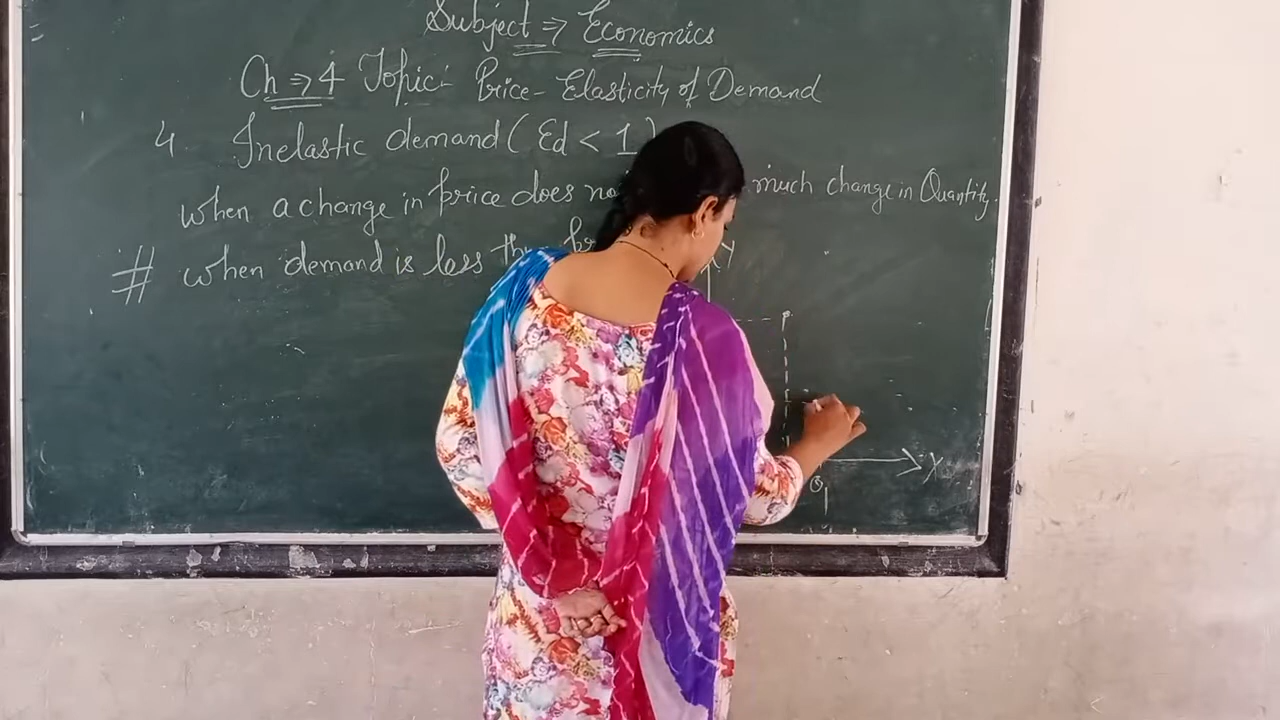 Subject ⇒ Economics
Ch ⇒ 4 Topic:- Price-Elasticity of Demand
4. Inelastic demand (Ed < 1)
when a change in price does much change in Quantity.
# when demand is less
Y
X
Q1